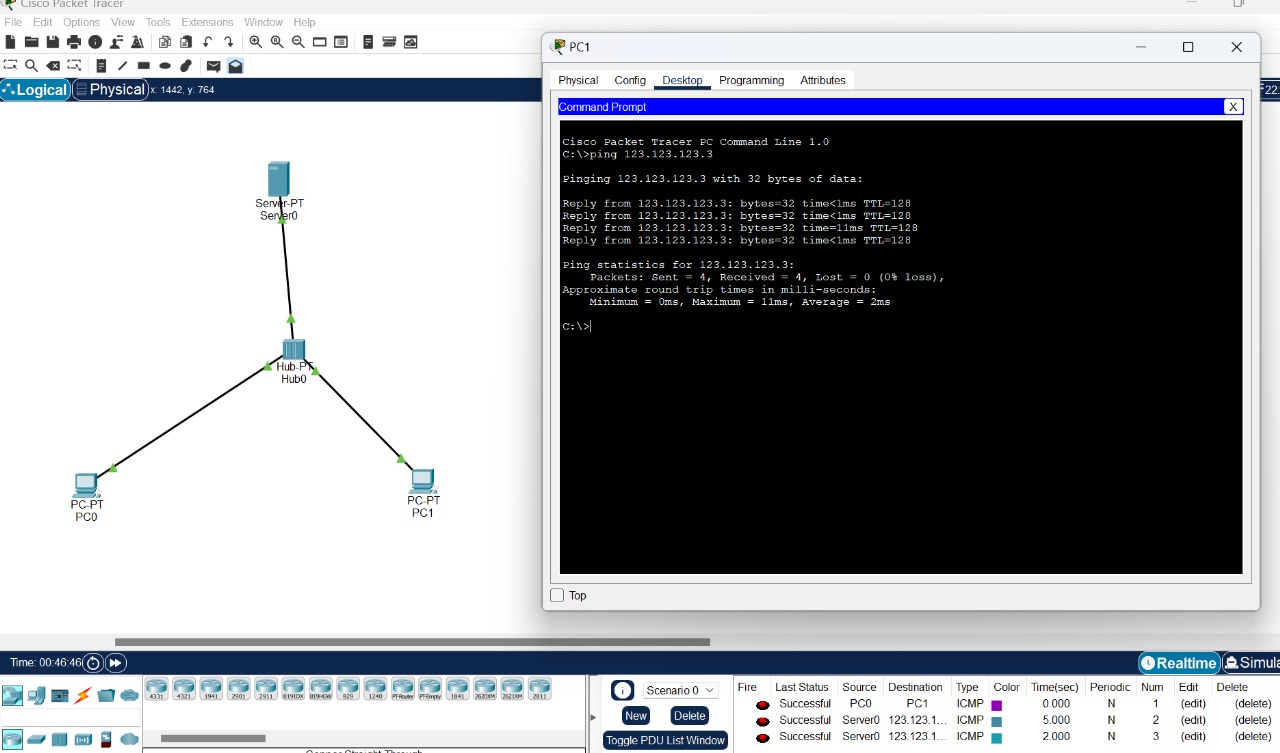 Cisco Packet Tracer
File Edit Options View Tools Extensions Window Help
Logical Physical x: 1442, y: 764
Server-PT
Server0
Hub-PT
Hub0
PC-PT
PC0
PC-PT
PC1
PC1
Physical Config Desktop Programming Attributes
Command Prompt X
Cisco Packet Tracer PC Command Line 1.0
C:\>ping 123.123.123.3
Pinging 123.123.123.3 with 32 bytes of data:
Reply from 123.123.123.3: bytes=32 time<1ms TTL=128
Reply from 123.123.123.3: bytes=32 time<1ms TTL=128
Reply from 123.123.123.3: bytes=32 time=11ms TTL=128
Reply from 123.123.123.3: bytes=32 time<1ms TTL=128
Ping statistics for 123.123.123.3:
Packets: Sent = 4, Received = 4, Lost = 0 (0% loss),
Approximate round trip times in milli-seconds:
Minimum = 0ms, Maximum = 11ms, Average = 2ms
C:\>
Top
Time: 00:46:46
Realtime Simula
4331 4321 1941 2901 2911 819IOX 819HGW 829 1240 PT-Router PT-Empty 1841 2620XM 2621XM 2811
Scenario 0
New Delete
Toggle PDU List Window
Fire Last Status Source Destination Type Color Time(sec) Periodic Num Edit Delete
Successful PC0 PC1 ICMP 0.000 N 1 (edit) (delete)
Successful Server0 123.123.1... ICMP 5.000 N 2 (edit) (delete)
Successful Server0 123.123.1... ICMP 2.000 N 3 (edit) (delete)